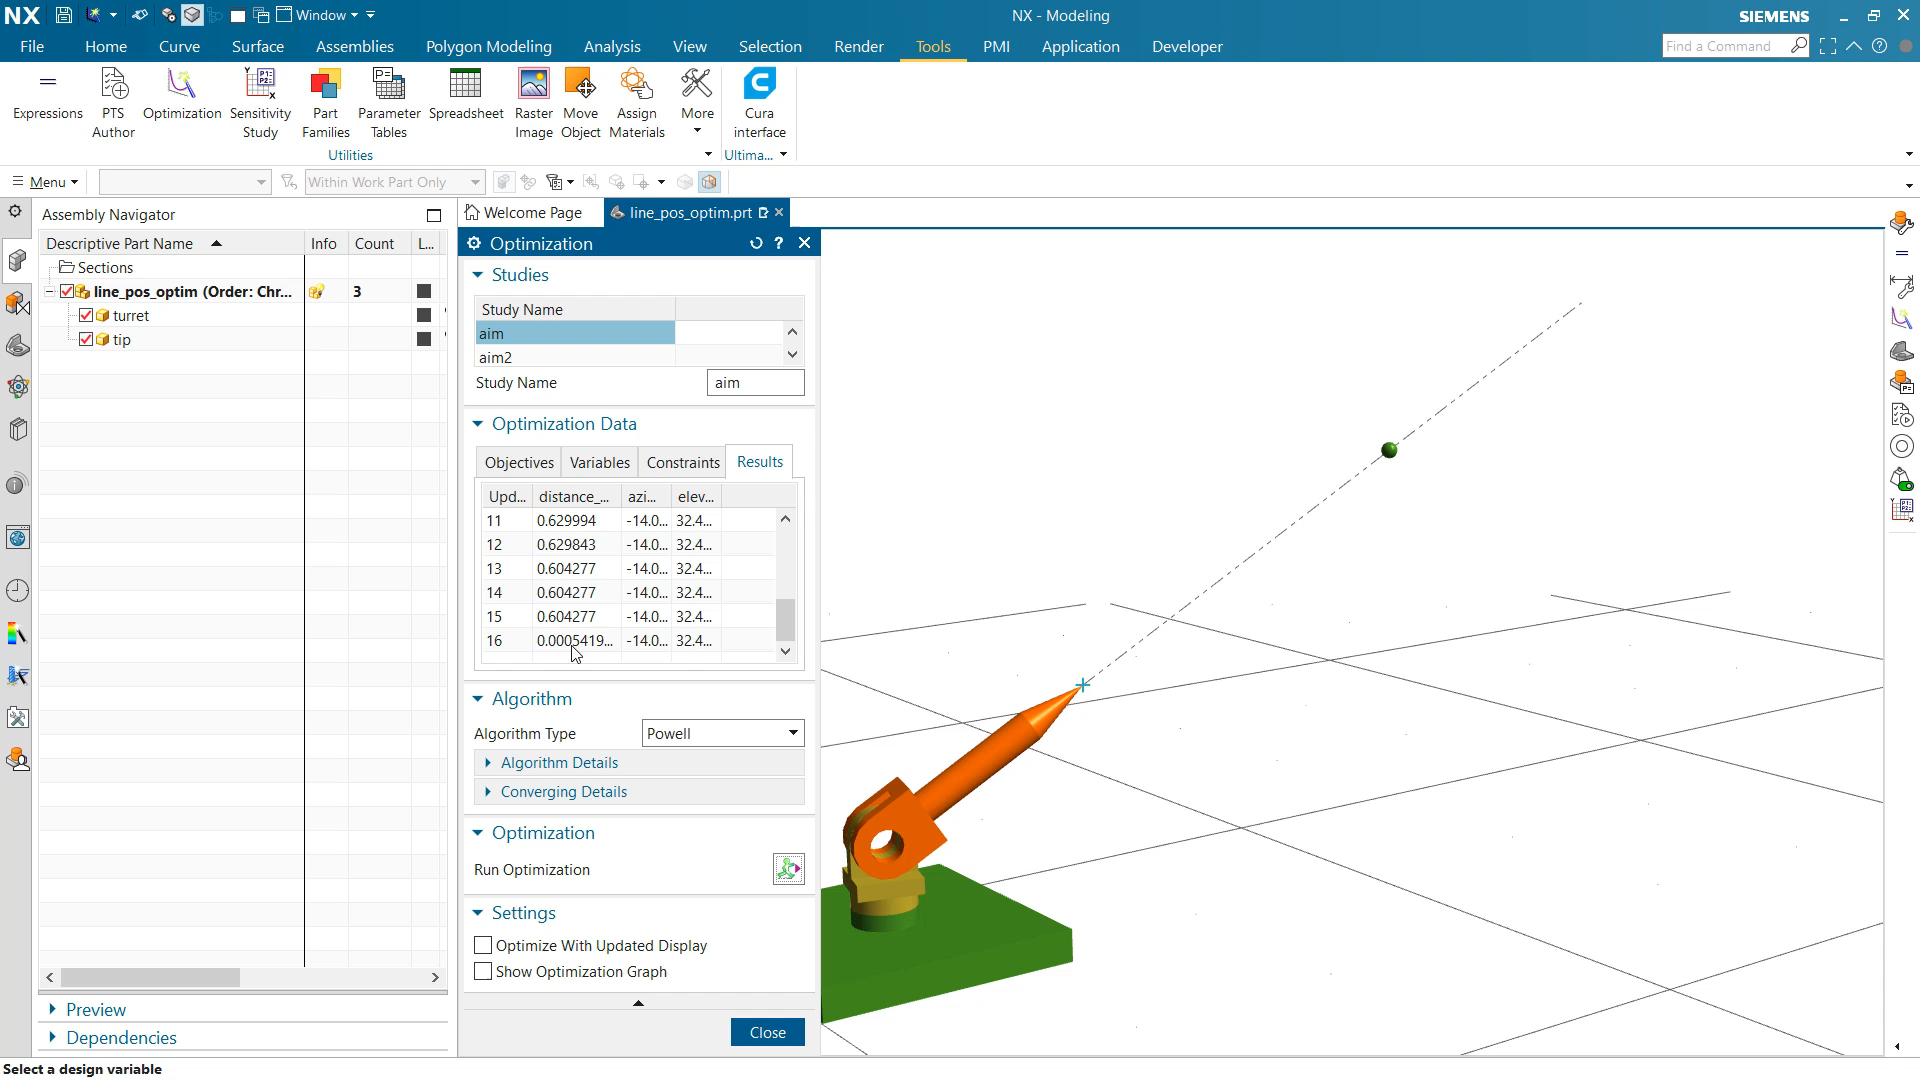 NX
Window
NX - Modeling
SIEMENS
File
Home
Curve
Surface
Assemblies
Polygon Modeling
Analysis
View
Selection
Render
Tools
PMI
Application
Developer
Find a Command
Expressions
PTS
Author
Optimization
Sensitivity
Study
Part
Families
Parameter
Tables
Spreadsheet
Raster
Image
Move
Object
Assign
Materials
More
Cura
interface
Utilities
Ultima...
Menu
Within Work Part Only
Assembly Navigator
Welcome Page
line_pos_optim.prt
Descriptive Part Name
Info
Count
L...
Sections
line_pos_optim (Order: Chr...
3
turret
tip
Optimization
Studies
Study Name
aim
aim2
Study Name
aim
Optimization Data
Objectives
Variables
Constraints
Results
Upd... distance_... azi... elev...
11 0.629994 -14.0... 32.4...
12 0.629843 -14.0... 32.4...
13 0.604277 -14.0... 32.4...
14 0.604277 -14.0... 32.4...
15 0.604277 -14.0... 32.4...
16 0.0005419... -14.0... 32.4...
Algorithm
Algorithm Type
Powell
Algorithm Details
Converging Details
Optimization
Run Optimization
Settings
Optimize With Updated Display
Show Optimization Graph
Close
Preview
Dependencies
Select a design variable